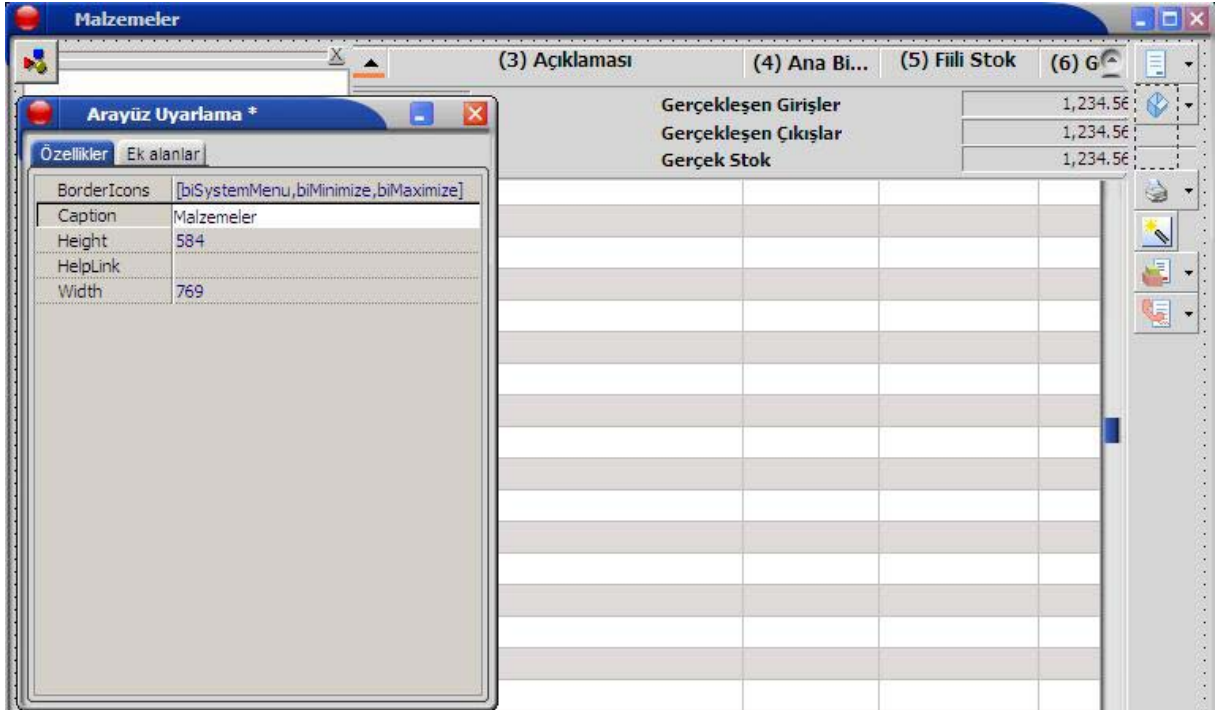 Malzemeler
X
(3) Açıklaması (4) Ana Bi... (5) Fiili Stok (6) G
Gerçekleşen Girişler 1,234.56
Gerçekleşen Çıkışlar 1,234.56
Gerçek Stok 1,234.56
Arayüz Uyarlama *
Özellikler Ek alanlar
BorderIcons [biSystemMenu,biMinimize,biMaximize]
Caption Malzemeler
Height 584
HelpLink
Width 769